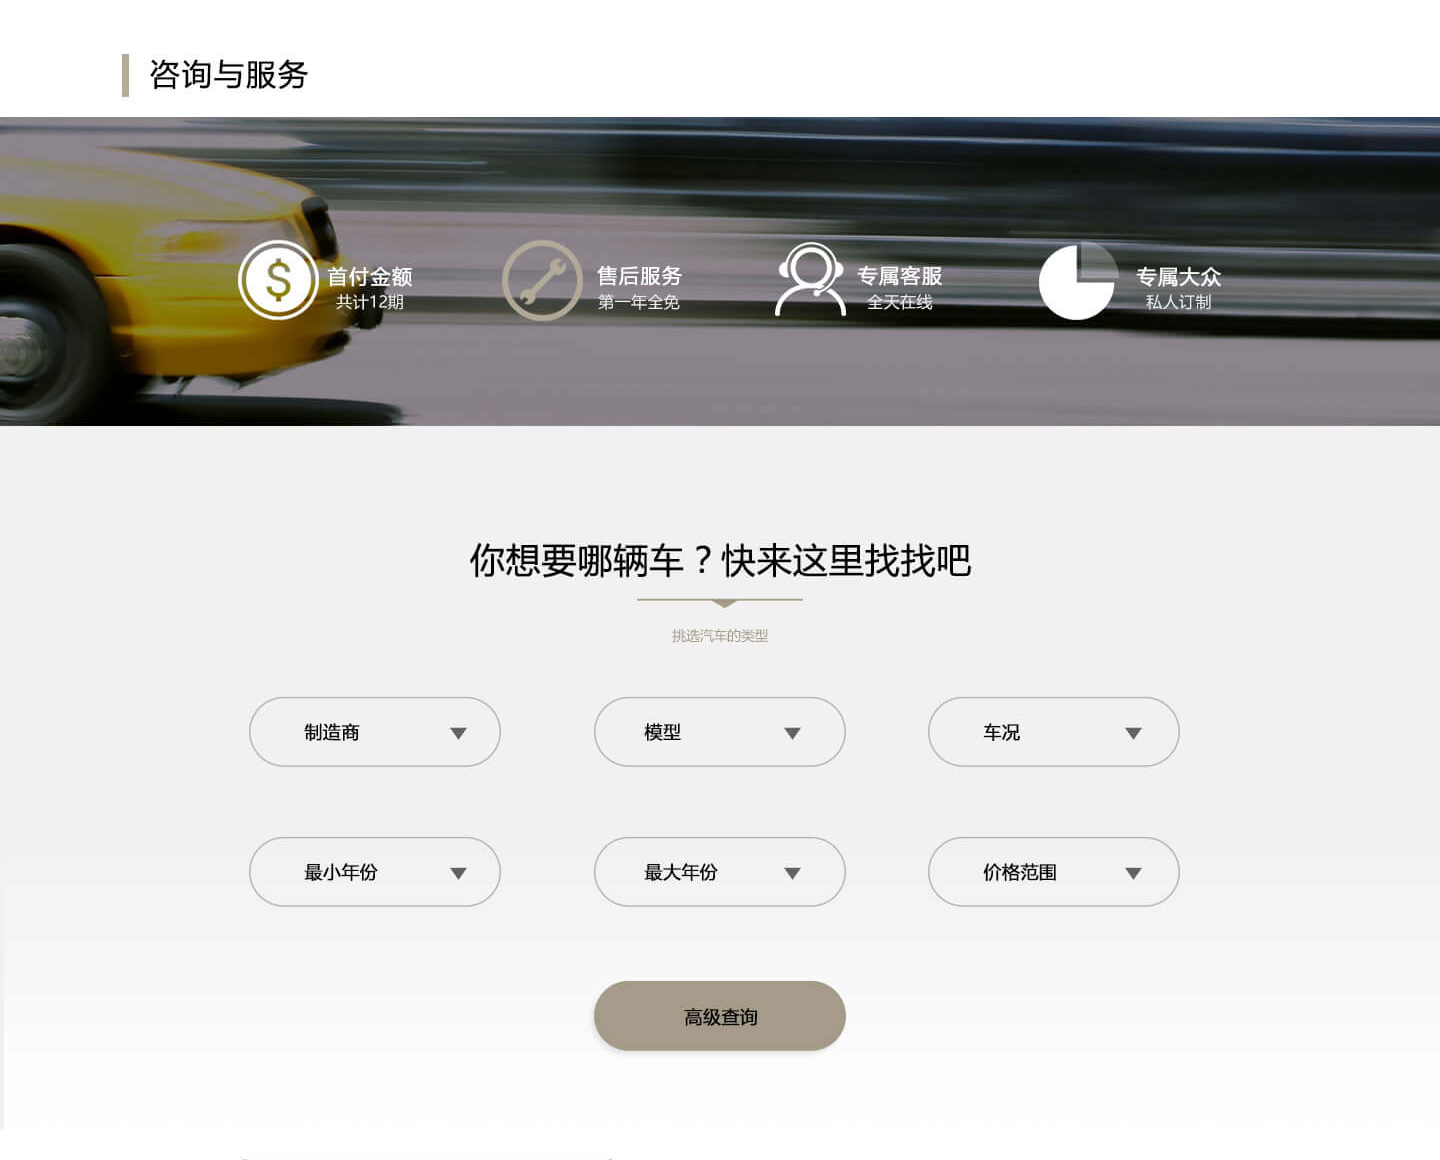 咨询与服务
首付金额
共计12期
售后服务
第一年全免
专属客服
全天在线
专属大众
私人订制
你想要哪辆车？快来这里找找吧
挑选汽车的类型
制造商
模型
车况
最小年份
最大年份
价格范围
高级查询